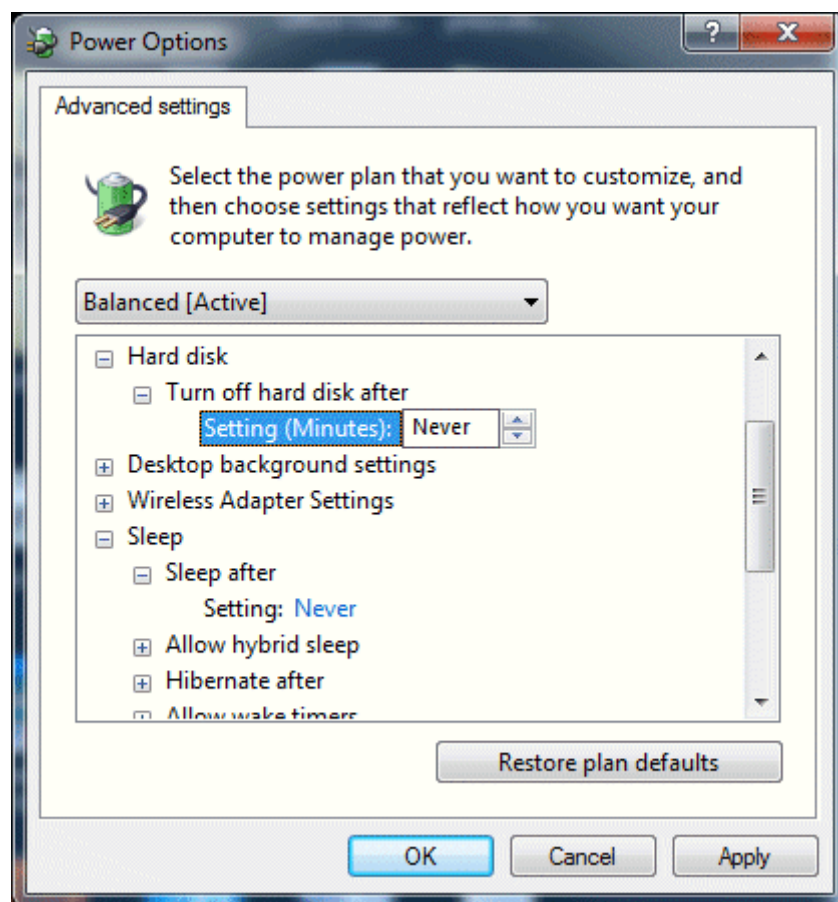 Power Options
?
X
Advanced settings
Select the power plan that you want to customize, and
then choose settings that reflect how you want your
computer to manage power.
Balanced [Active]
Hard disk
Turn off hard disk after
Setting (Minutes): Never
Desktop background settings
Wireless Adapter Settings
Sleep
Sleep after
Setting: Never
Allow hybrid sleep
Hibernate after
Allow wake timers
Restore plan defaults
OK Cancel Apply